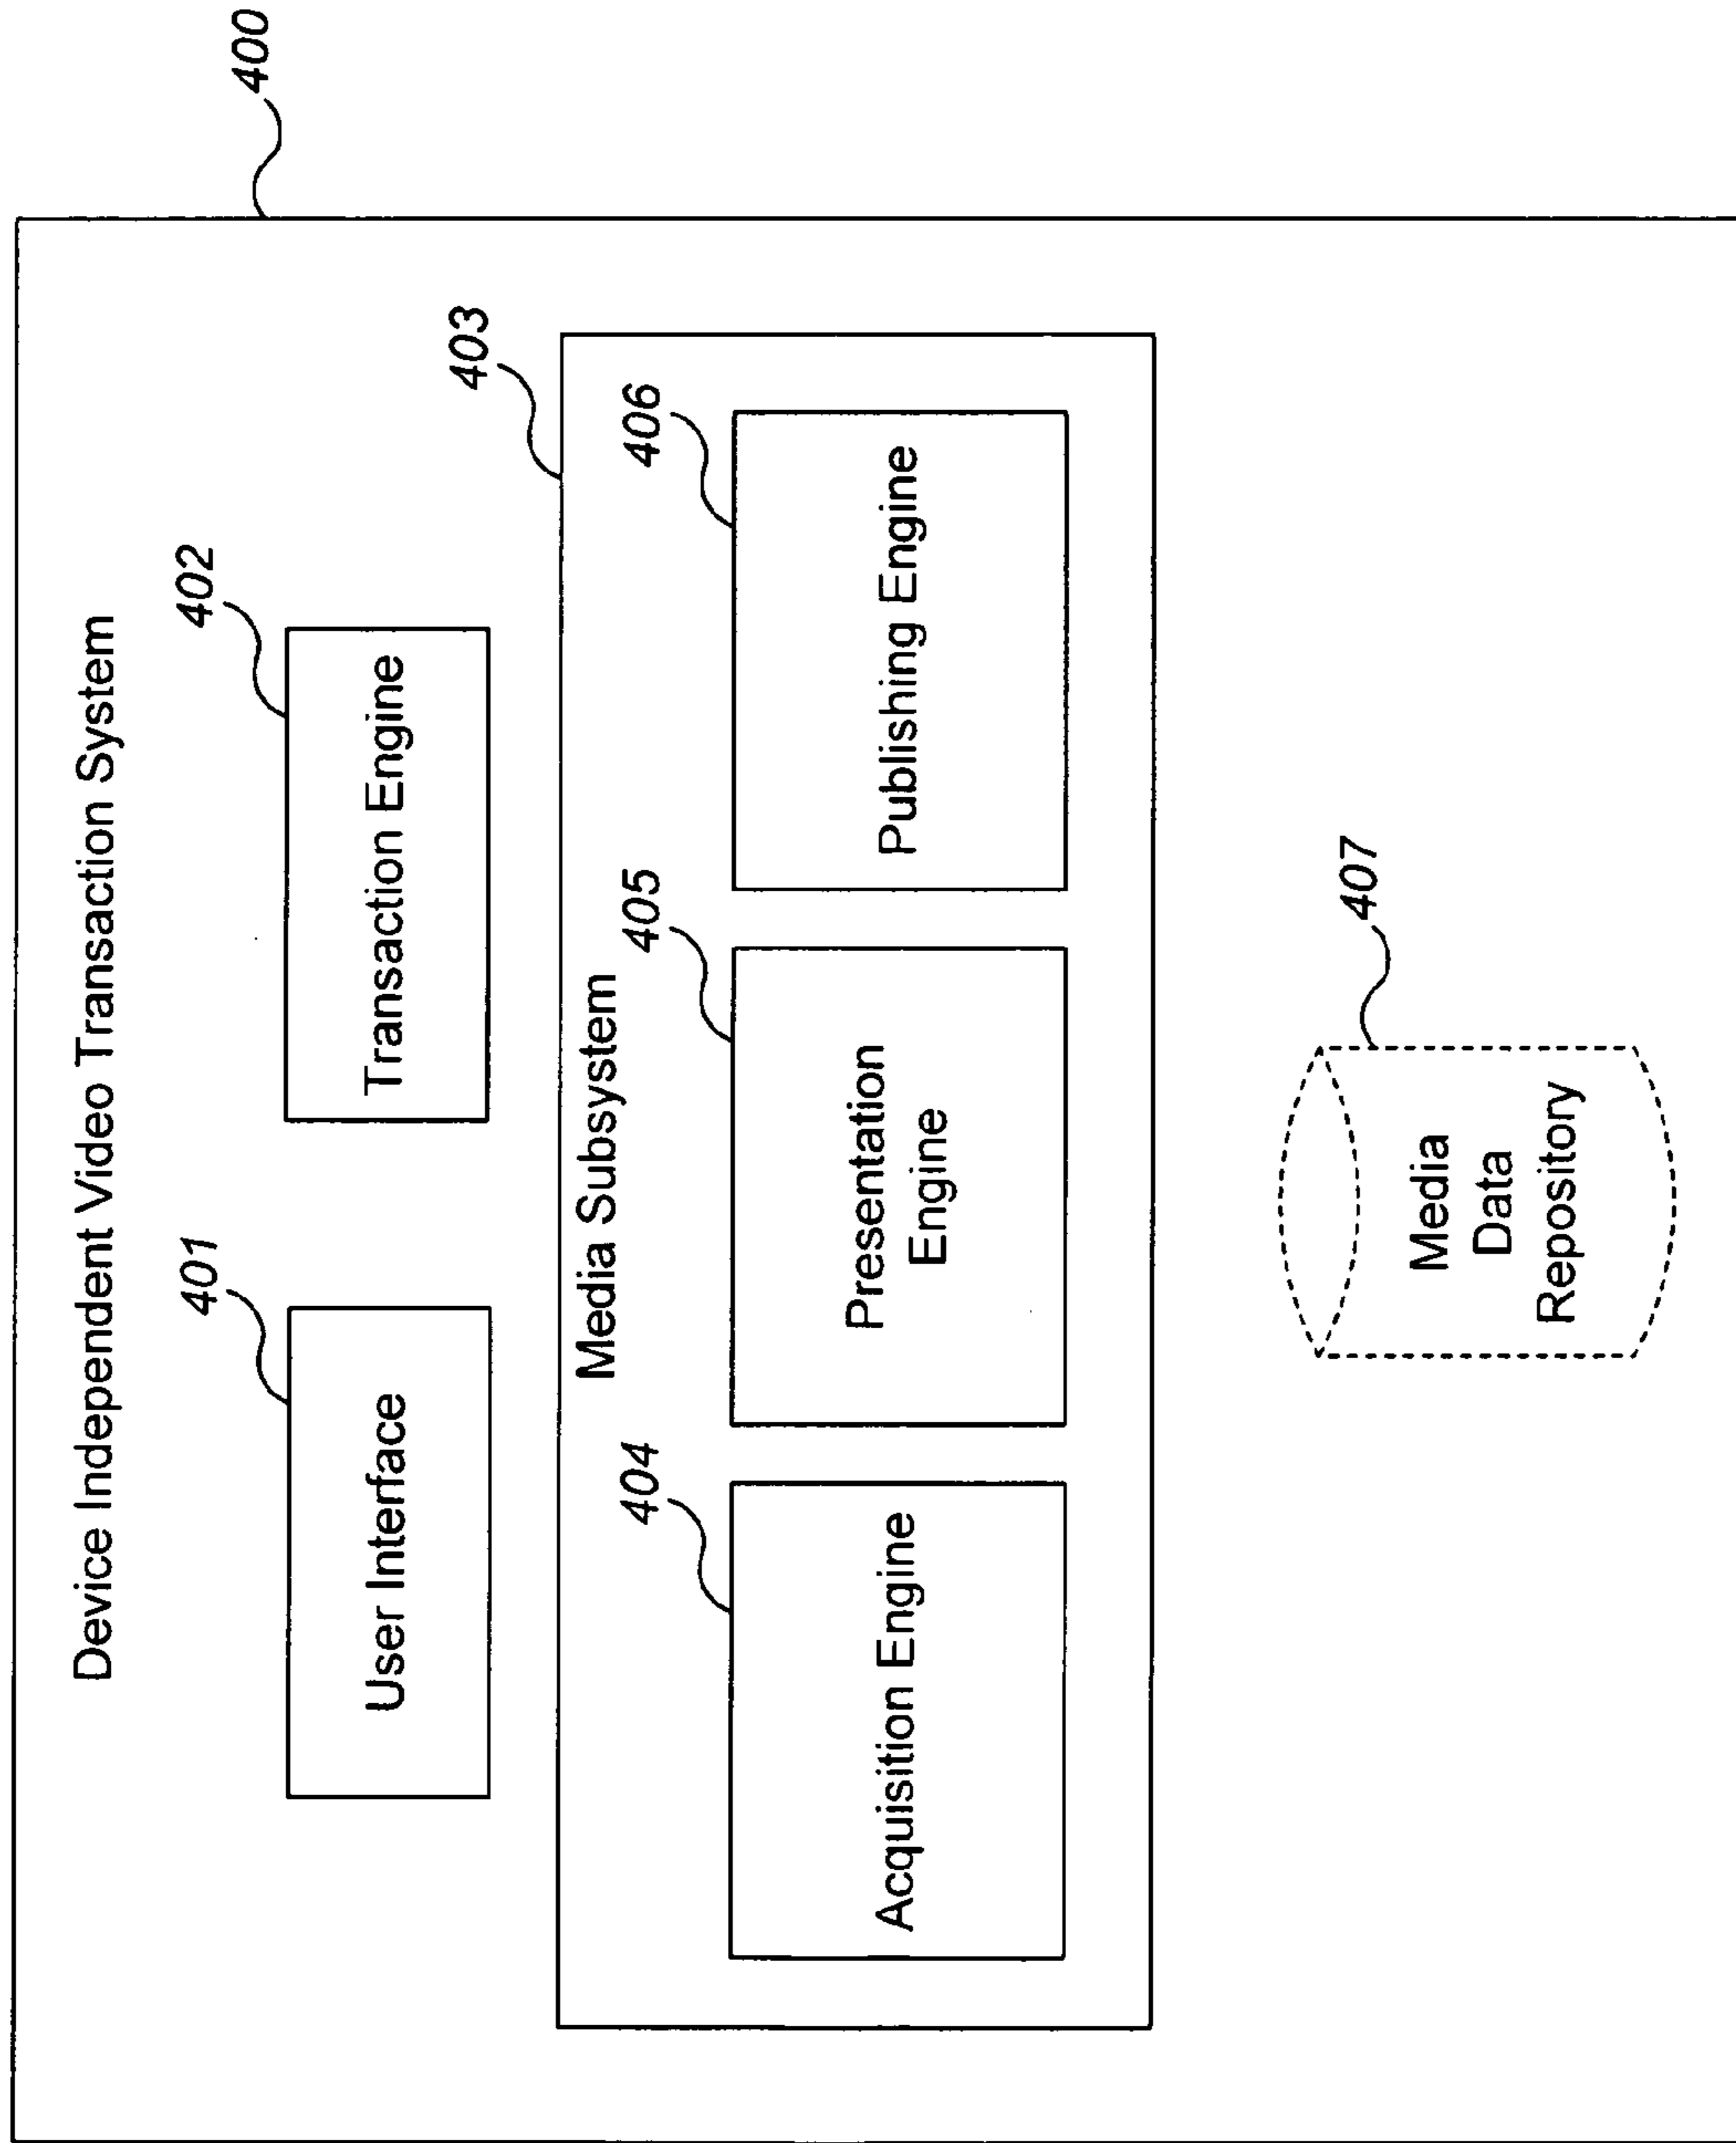 Device Independent Video Transaction System
400
401
User Interface
402
Transaction Engine
403
Media Subsystem
404
Acquisition Engine
405
Presentation
Engine
406
Publishing Engine
407
Media
Data
Repository